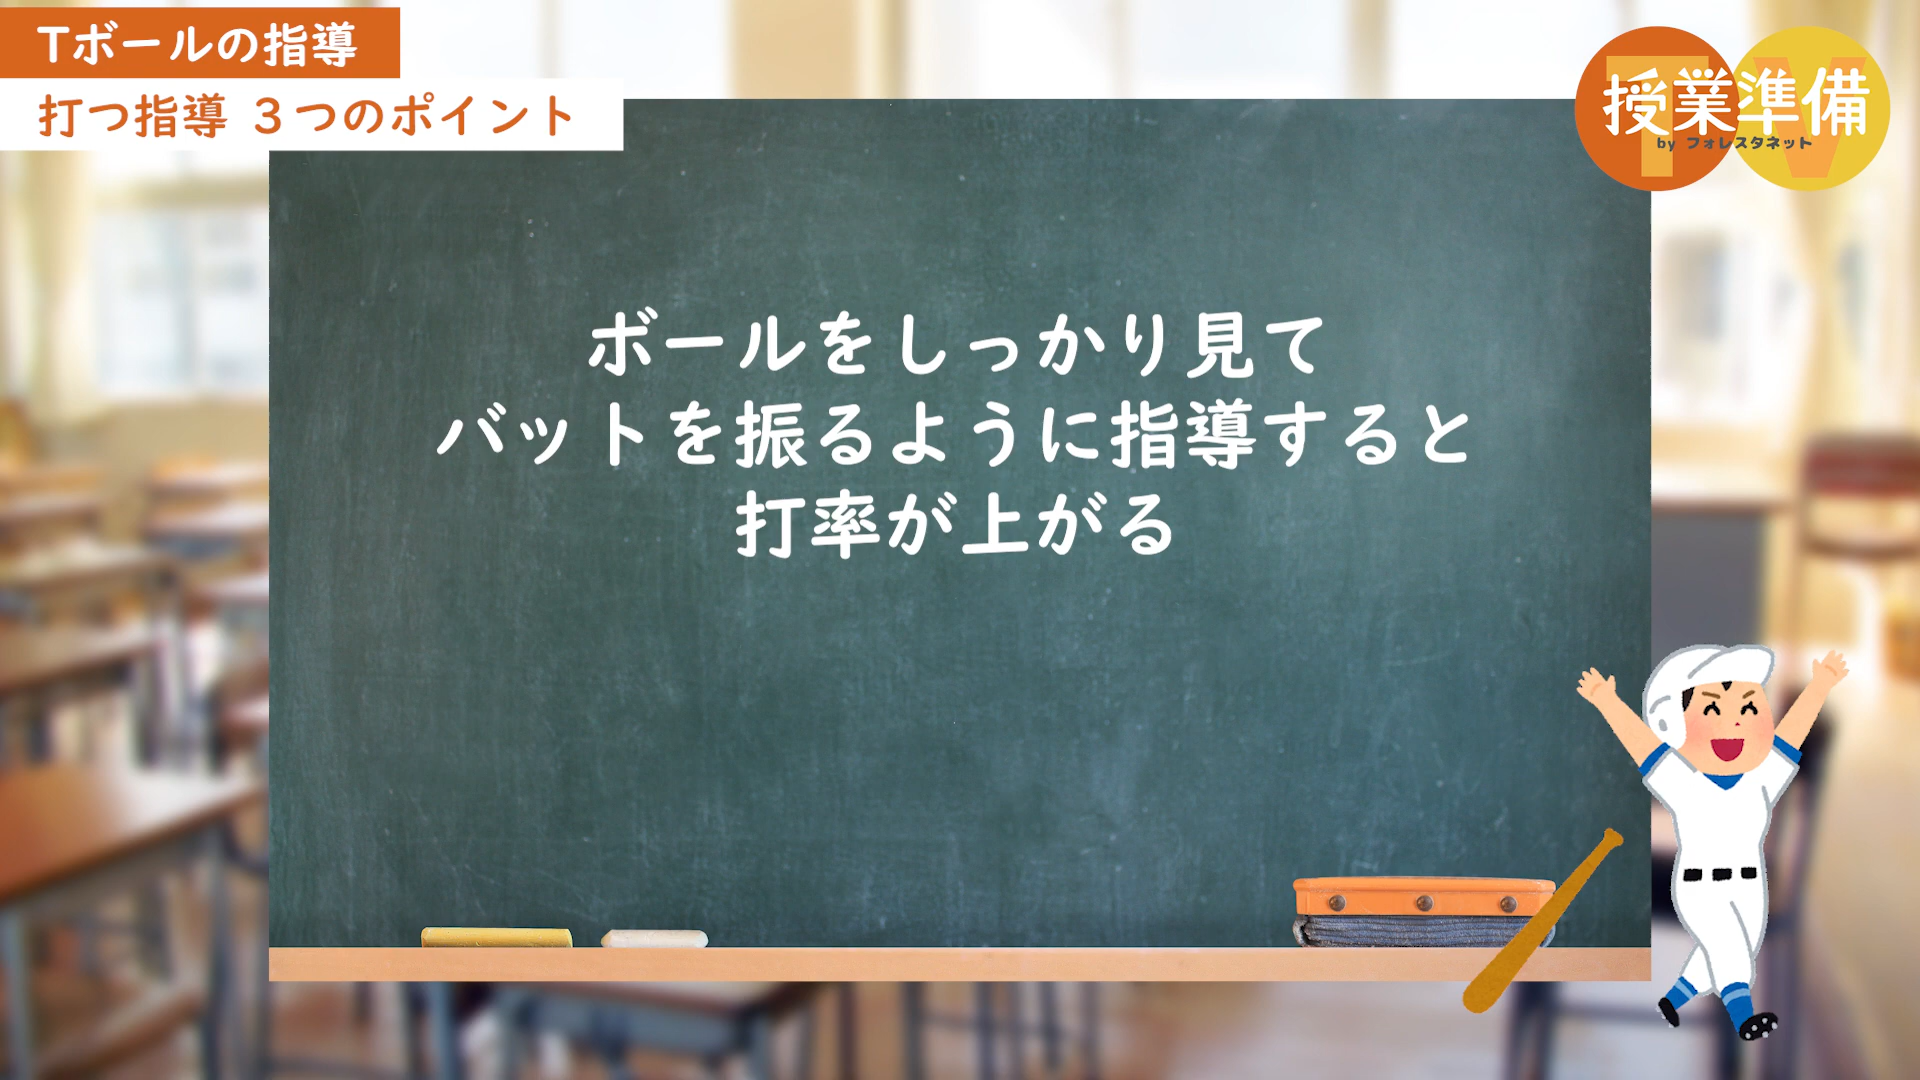 Tボールの指導
打つ指導 3つのポイント
TV
授業準備
by フォレスタネット
ボールをしっかり見て
バットを振るように指導すると
打率が上がる